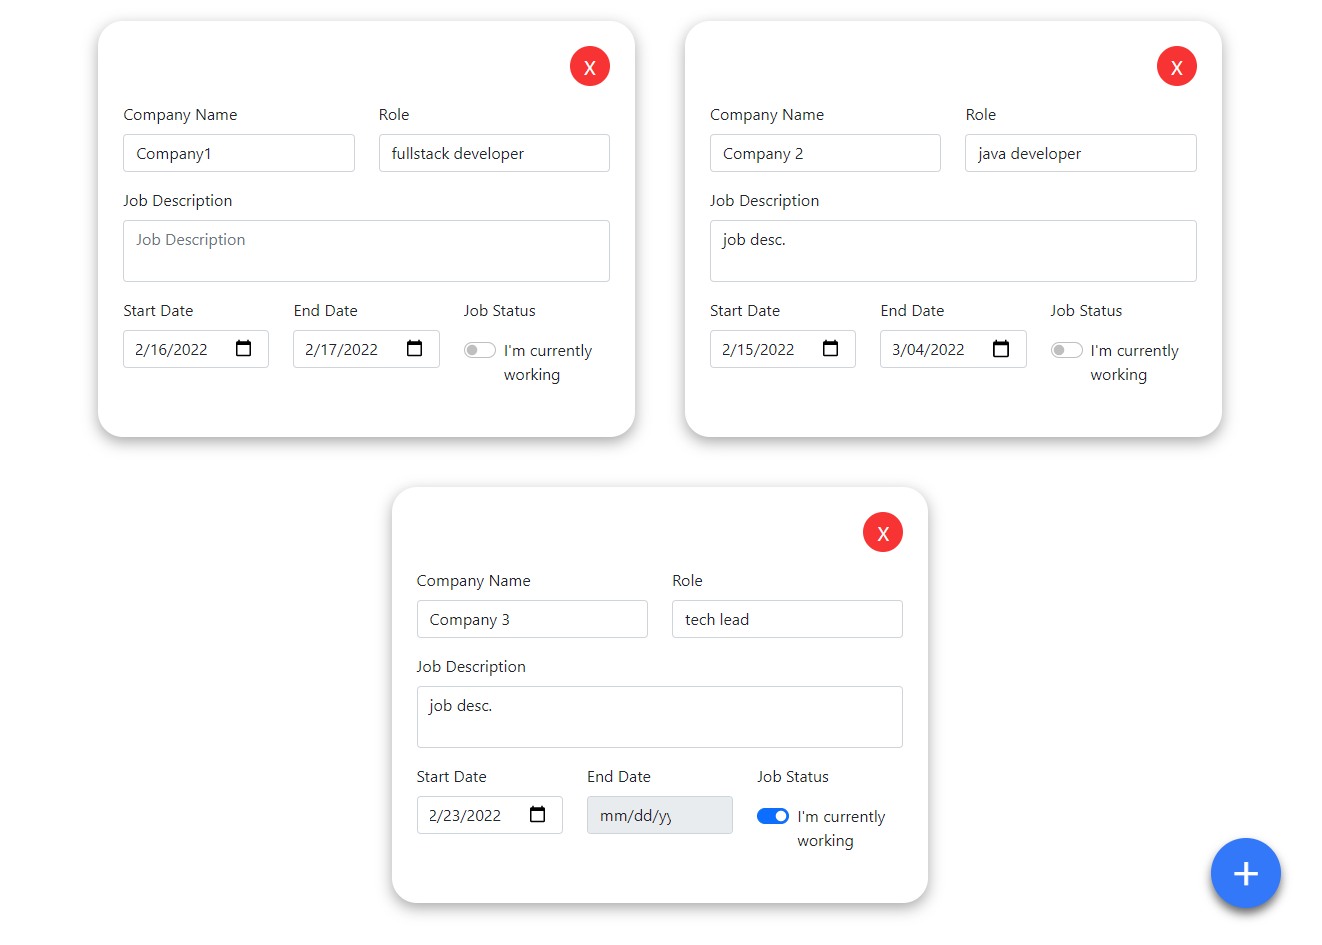 X
Company Name Role
Company1 fullstack developer
Job Description
Job Description
Start Date End Date Job Status
2/16/2022 2/17/2022 I'm currently
working
X
Company Name Role
Company 2 java developer
Job Description
job desc.
Start Date End Date Job Status
2/15/2022 3/04/2022 I'm currently
working
X
Company Name Role
Company 3 tech lead
Job Description
job desc.
Start Date End Date Job Status
2/23/2022 mm/dd/yy I'm currently
working
+